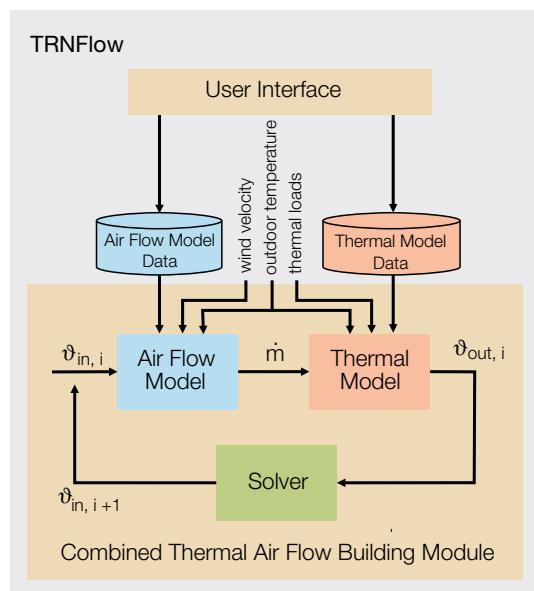 TRNFlow
User Interface
wind velocity
outdoor temperature
thermal loads
Air Flow Model
Data
Thermal Model
Data
ϑin, i
Air Flow
Model
ṁ
Thermal
Model
ϑout, i
Solver
ϑin, i +1
Combined Thermal Air Flow Building Module